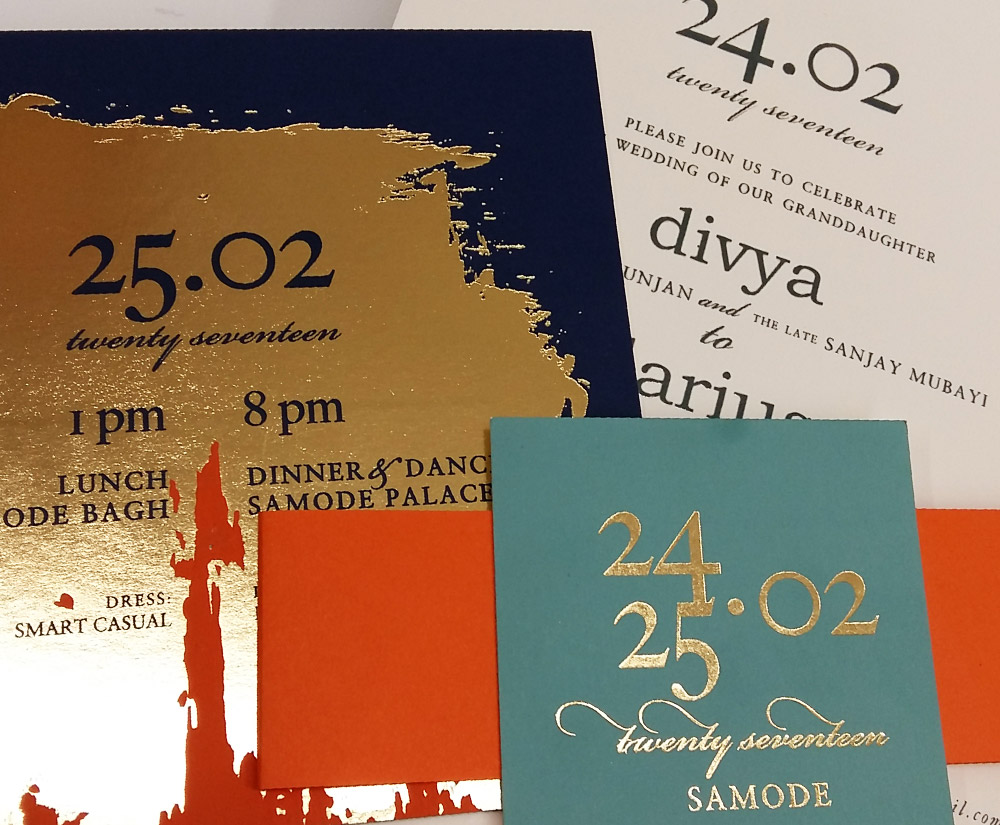 24.02
twenty seventeen
PLEASE JOIN US TO CELEBRATE
WEDDING OF OUR GRANDDAUGHTER
divya
and THE LATE SANJAY MUBAYI
to
25.02
twenty seventeen
1 pm
LUNCH
BAGH
8 pm
DINNER & DANC
SAMODE PALACE
DRESS:
SMART CASUAL
24
25
.02
twenty seventeen
SAMODE